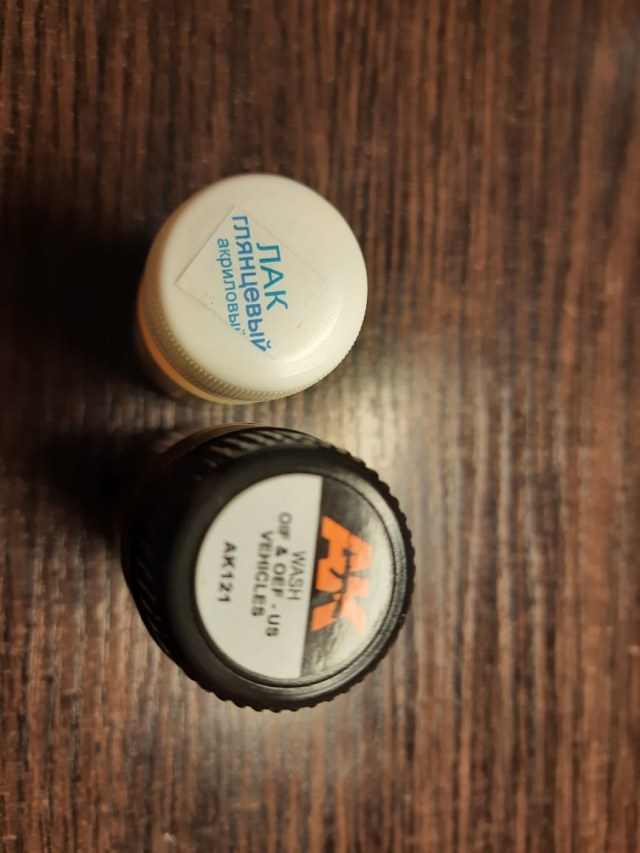 ЛАК
глянцевый
акриловый
AK
WASH
OIF & OEF - US
VEHICLES
AK121